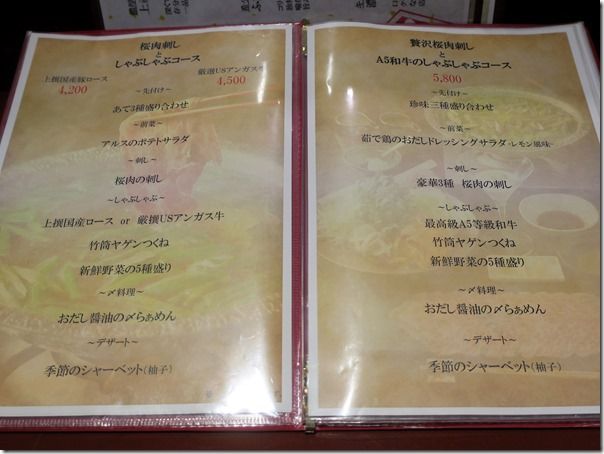 桜肉刺し
と
しゃぶしゃぶコース
上撰国産豚ロース 厳選USアンガス牛
4,200 4,500
~先付け~
あて3種盛り合わせ
~前菜~
アルスのポテトサラダ
~刺し~
桜肉の刺し
~しゃぶしゃぶ~
上撰国産ロース or 厳撰USアンガス牛
竹筒ヤゲンつくね
新鮮野菜の5種盛り
~〆料理~
おだし醤油の〆らぁめん
~デザート~
季節のシャーベット(柚子)
贅沢桜肉刺し
と
A5和牛のしゃぶしゃぶコース
5,800
~先付け~
珍味三種盛り合わせ
~前菜~
茹で鶏のおだしドレッシングサラダ~レモン風味~
~刺し~
豪華3種 桜肉の刺し
~しゃぶしゃぶ~
最高級A5等級和牛
竹筒ヤゲンつくね
新鮮野菜の5種盛り
~〆料理~
おだし醤油の〆らぁめん
~デザート~
季節のシャーベット(柚子)